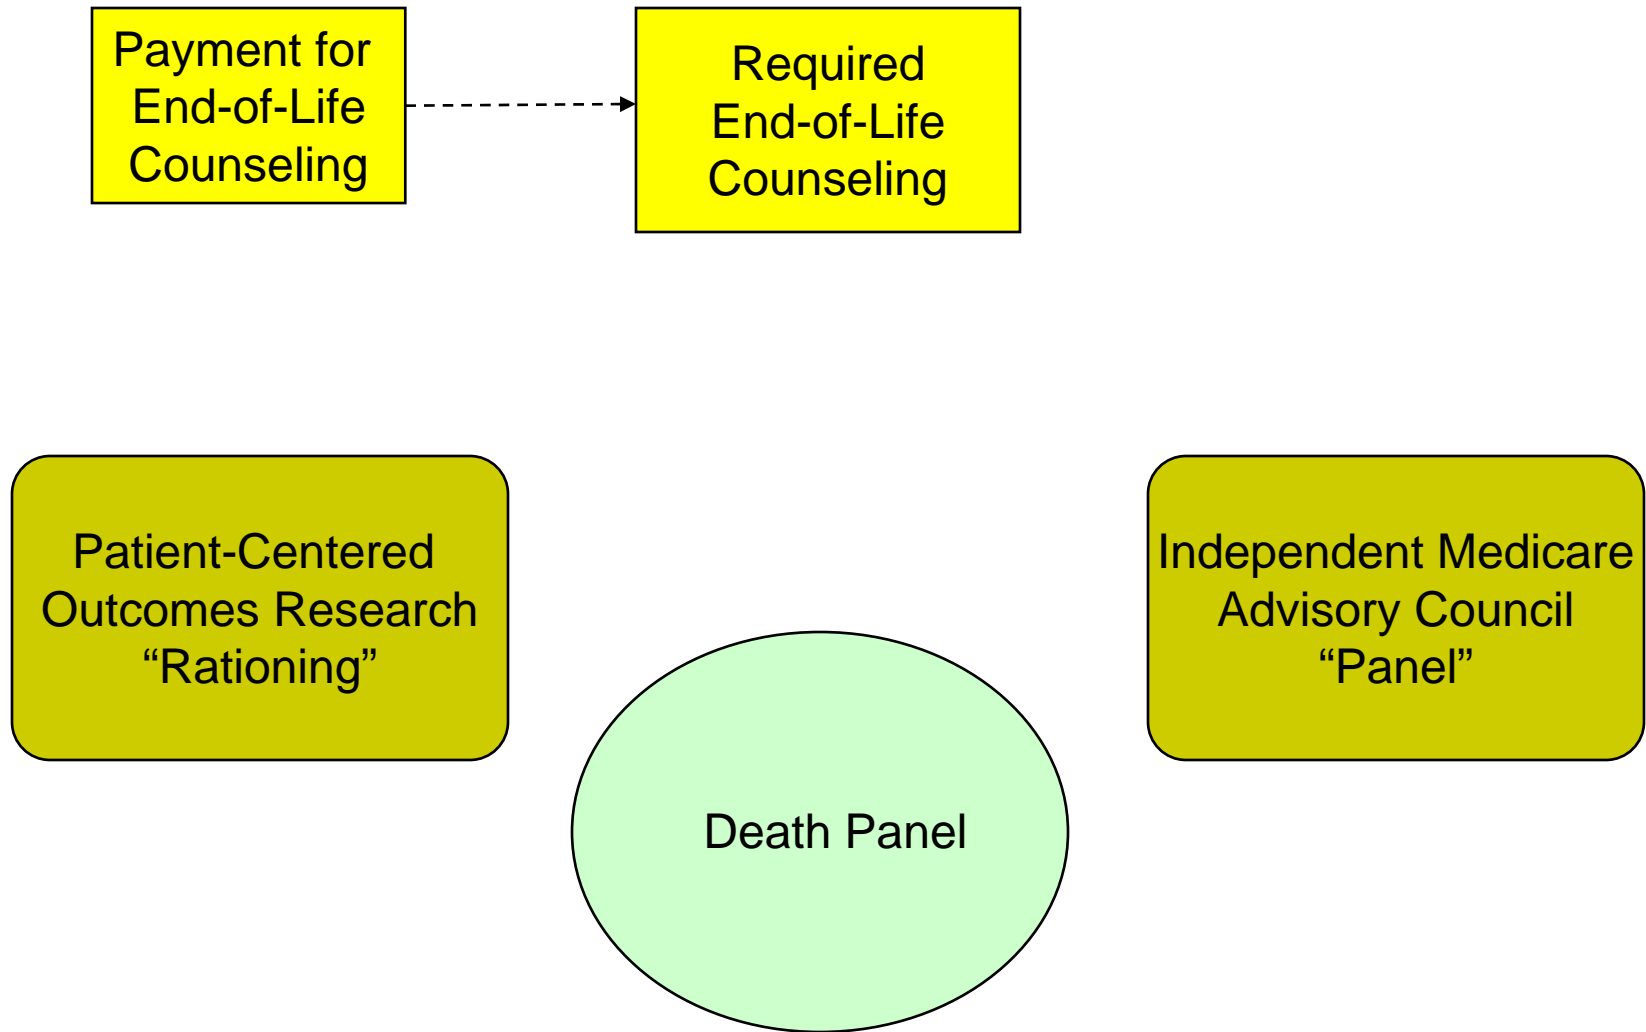 Payment for
End-of-Life
Counseling
Required
End-of-Life
Counseling
Patient-Centered
Outcomes Research
“Rationing”
Independent Medicare
Advisory Council
“Panel”
Death Panel